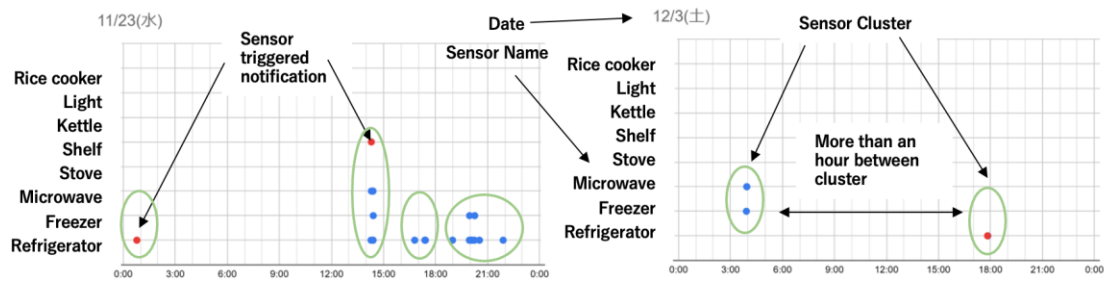 11/23(水)
Sensor
triggered
notification
Rice cooker
Light
Kettle
Shelf
Stove
Microwave
Freezer
Refrigerator
0:00 3:00 6:00 9:00 12:00 15:00 18:00 21:00 0:00
Date
Sensor Name
12/3(土)
Sensor Cluster
Rice cooker
Light
Kettle
Shelf
Stove
Microwave
Freezer
Refrigerator
More than an
hour between
cluster
0:00 3:00 6:00 9:00 12:00 15:00 18:00 21:00 0:00